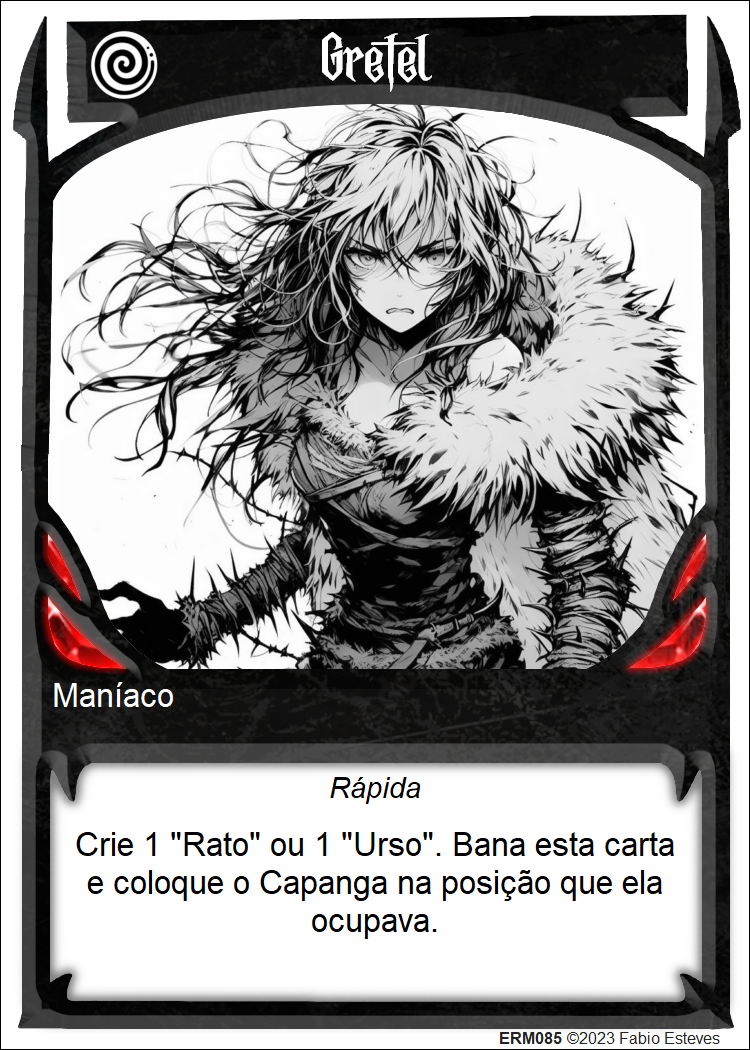 Gretel
Maníaco
Rápida
Crie 1 "Rato" ou 1 "Urso". Bana esta carta
e coloque o Capanga na posição que ela
ocupava.
ERM085 ©2023 Fabio Esteves